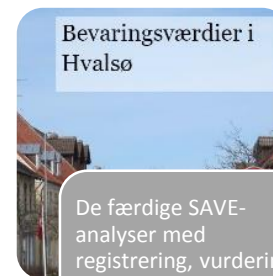 Bevaringsværdier i
Hvalsø
De færdige SAVE-
analyser med
registrering,